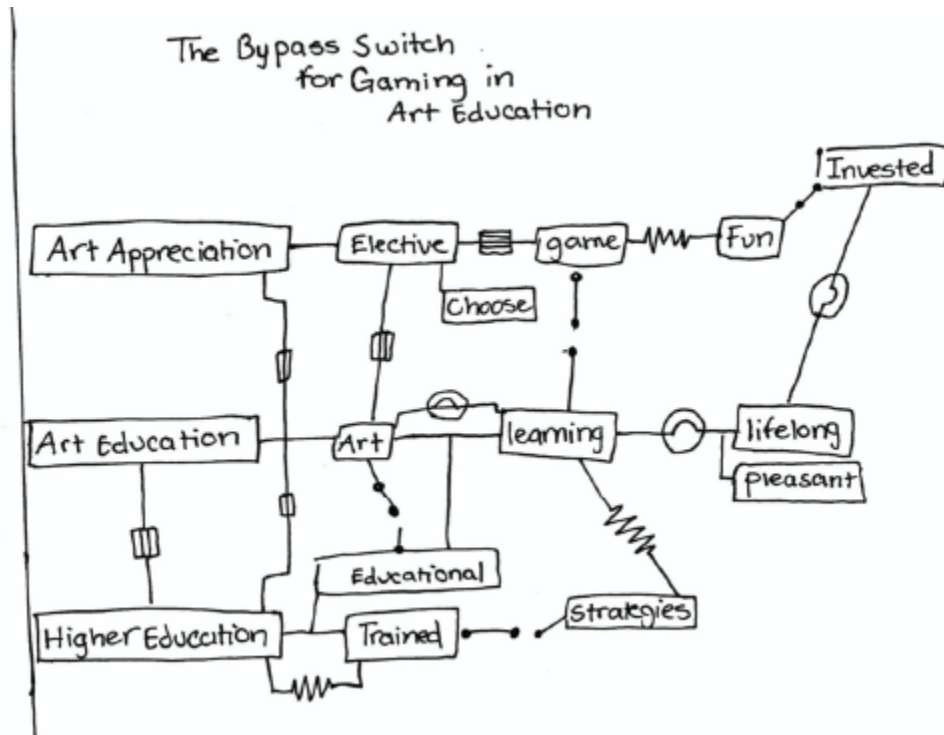 The Bypass Switch
for Gaming in
Art Education
Invested
Art Appreciation
Elective
game
Fun
Choose
Art Education
Art
learning
lifelong
pleasant
Educational
Higher Education
Trained
Strategies